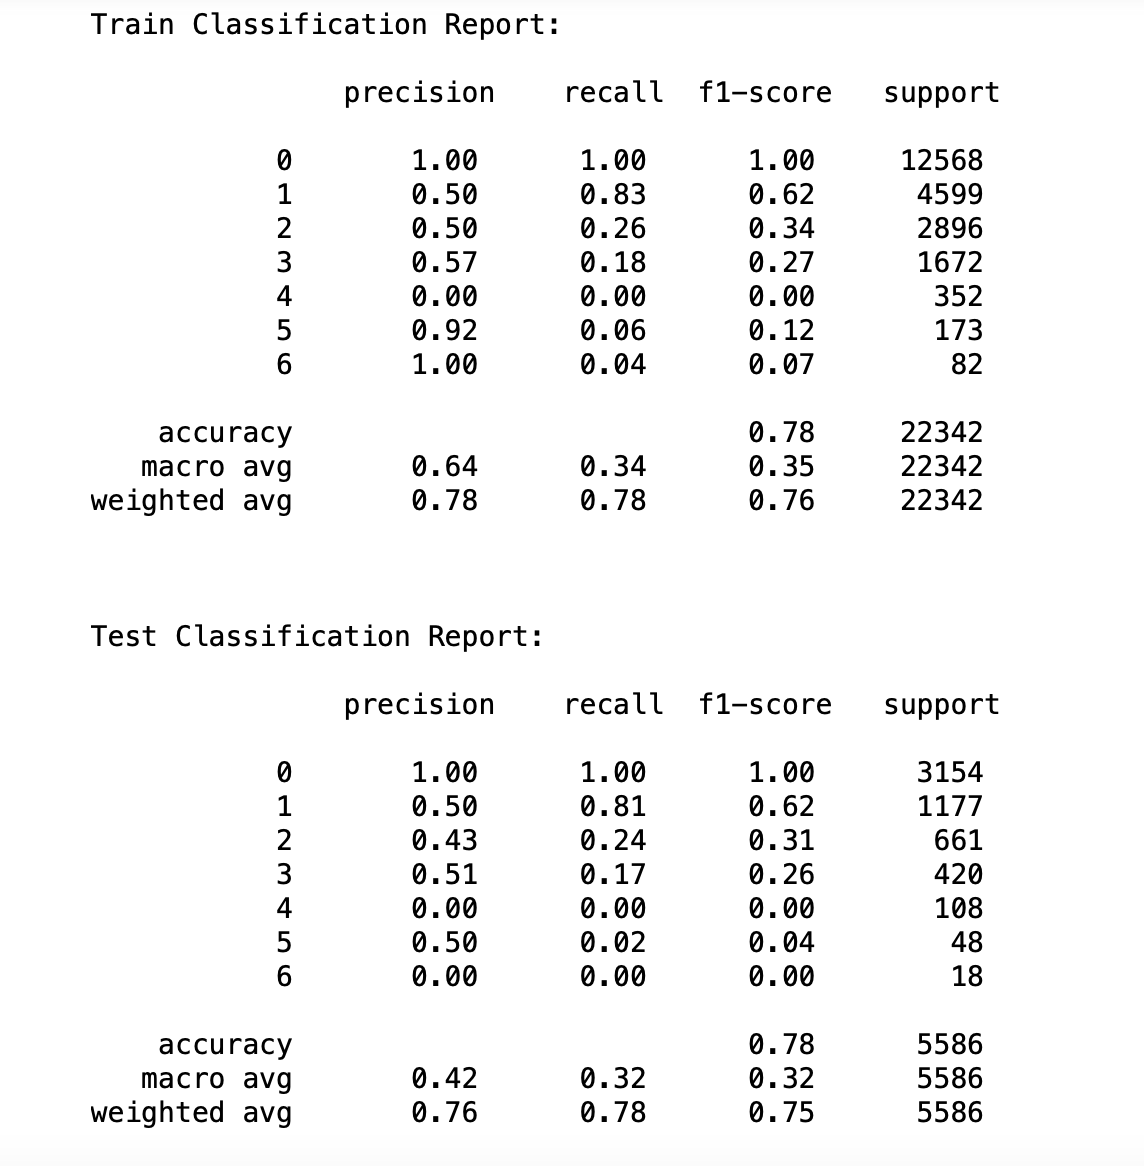 Train Classification Report:
precision recall f1-score support
0 1.00 1.00 1.00 12568
1 0.50 0.83 0.62 4599
2 0.50 0.26 0.34 2896
3 0.57 0.18 0.27 1672
4 0.00 0.00 0.00 352
5 0.92 0.06 0.12 173
6 1.00 0.04 0.07 82
accuracy 0.78 22342
macro avg 0.64 0.34 0.35 22342
weighted avg 0.78 0.78 0.76 22342
Test Classification Report:
precision recall f1-score support
0 1.00 1.00 1.00 3154
1 0.50 0.81 0.62 1177
2 0.43 0.24 0.31 661
3 0.51 0.17 0.26 420
4 0.00 0.00 0.00 108
5 0.50 0.02 0.04 48
6 0.00 0.00 0.00 18
accuracy 0.78 5586
macro avg 0.42 0.32 0.32 5586
weighted avg 0.76 0.78 0.75 5586